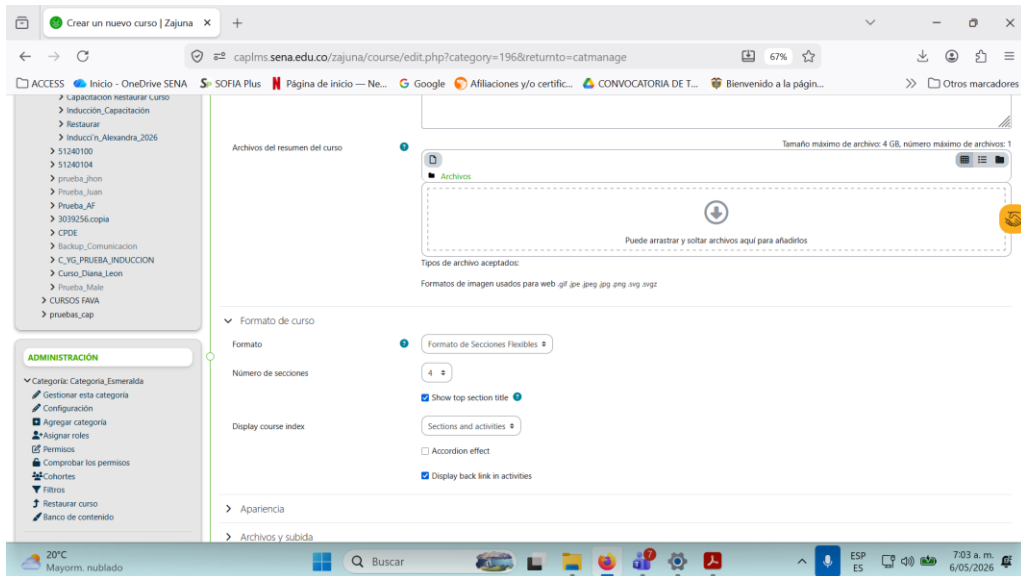 Crear un nuevo curso | Zajuna
caplms.sena.edu.co/zajuna/course/edit.php?category=196&returnto=catmanage
67%
ACCESS
Inicio - OneDrive SENA
SOFIA Plus
Página de inicio — Ne...
Google
Afiliaciones y/o certific...
CONVOCATORIA DE T...
Bienvenido a la págin...
Otros marcadores
Capacitación Restaurar Curso
Inducción_Capacitación
Restaurar
Inducci'n_Alexandra_2026
51240100
51240104
prueba_jhon
Prueba_Juan
Prueba_AF
3039256.copia
CPDE
Backup_Comunicacion
C_YG_PRUEBA_INDUCCION
Curso_Diana_Leon
Prueba_Male
CURSOS FAVA
pruebas_cap
ADMINISTRACIÓN
Categoría: Categoria_Esmeralda
Gestionar esta categoría
Configuración
Agregar categoría
Asignar roles
Permisos
Comprobar los permisos
Cohortes
Filtros
Restaurar curso
Banco de contenido
Archivos del resumen del curso
Tamaño máximo de archivo: 4 GB, número máximo de archivos: 1
Archivos
Puede arrastrar y soltar archivos aquí para añadirlos
Tipos de archivo aceptados:
Formatos de imagen usados para web .gif .jpe .jpeg .jpg .png .svg .svgz
Formato de curso
Formato
Formato de Secciones Flexibles
Número de secciones
4
Show top section title
Display course index
Sections and activities
Accordion effect
Display back link in activities
Apariencia
Archivos y subida
20°C
Mayorm. nublado
Buscar
7
ESP
ES
7:03 a. m.
6/05/2026